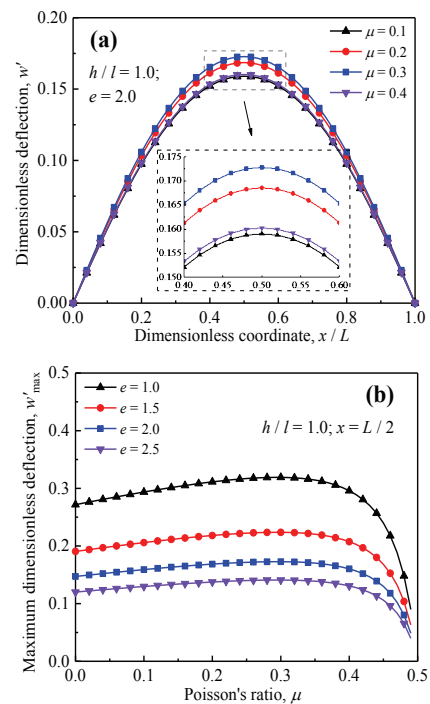 (a)
h / l = 1.0;
e = 2.0
μ = 0.1
μ = 0.2
μ = 0.3
μ = 0.4
Dimensionless deflection, w′
0.20
0.15
0.10
0.05
0.00
0.175
0.170
0.165
0.160
0.155
0.150
0.40 0.45 0.50 0.55 0.60
0.0 0.2 0.4 0.6 0.8 1.0
Dimensionless coordinate, x / L
(b)
e = 1.0
e = 1.5
e = 2.0
e = 2.5
h / l = 1.0; x = L / 2
Maximum dimensionless deflection, w′max
0.5
0.4
0.3
0.2
0.1
0.0
0.0 0.1 0.2 0.3 0.4 0.5
Poisson's ratio, μ